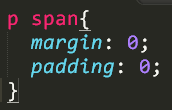 p span{
margin: 0;
padding: 0;
}